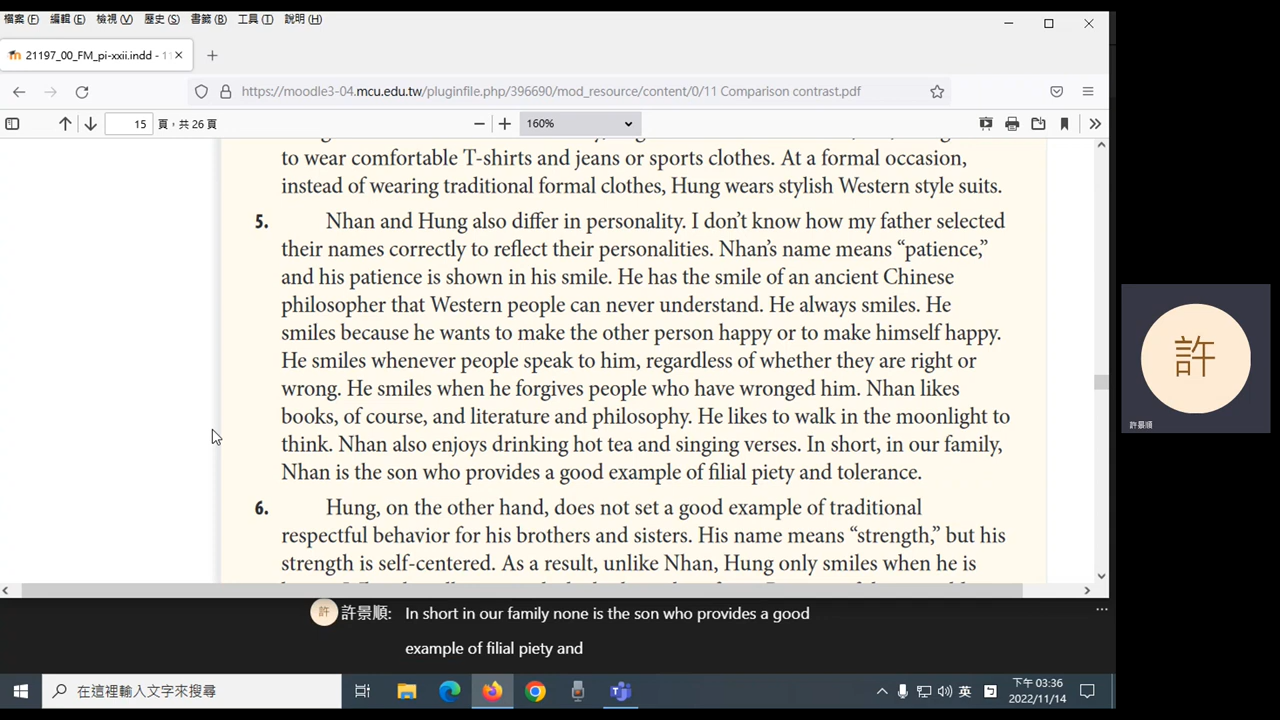 檔案(F) 編輯(E) 檢視(V) 歷史(S) 書籤(B) 工具(T) 說明(H)
21197_00_FM_pi-xxii.indd - 1
https://moodle3-04.mcu.edu.tw/pluginfile.php/396690/mod_resource/content/0/11 Comparison contrast.pdf
15 頁，共 26 頁
160%
to wear comfortable T-shirts and jeans or sports clothes. At a formal occasion,
instead of wearing traditional formal clothes, Hung wears stylish Western style suits.
5. Nhan and Hung also differ in personality. I don’t know how my father selected
their names correctly to reflect their personalities. Nhan’s name means “patience,”
and his patience is shown in his smile. He has the smile of an ancient Chinese
philosopher that Western people can never understand. He always smiles. He
smiles because he wants to make the other person happy or to make himself happy.
He smiles whenever people speak to him, regardless of whether they are right or
wrong. He smiles when he forgives people who have wronged him. Nhan likes
books, of course, and literature and philosophy. He likes to walk in the moonlight to
think. Nhan also enjoys drinking hot tea and singing verses. In short, in our family,
Nhan is the son who provides a good example of filial piety and tolerance.
6. Hung, on the other hand, does not set a good example of traditional
respectful behavior for his brothers and sisters. His name means “strength,” but his
strength is self-centered. As a result, unlike Nhan, Hung only smiles when he is
許
許景順
許 許景順: In short in our family none is the son who provides a good
example of filial piety and
在這裡輸入文字來搜尋
英
下午 03:36
2022/11/14